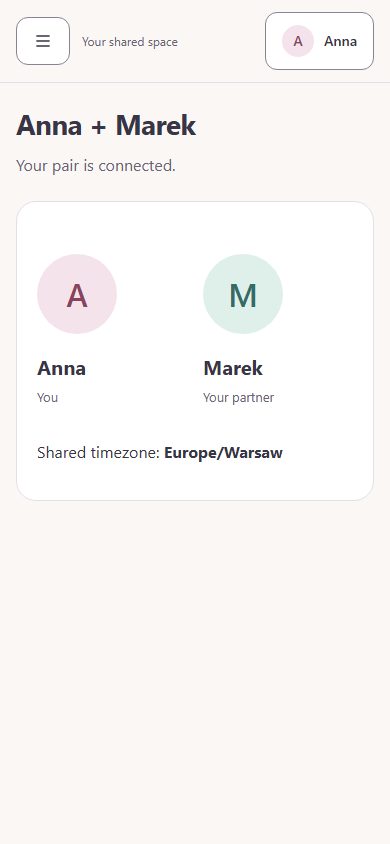 Your shared space
A
Anna
Anna + Marek
Your pair is connected.
A
M
Anna
Marek
You
Your partner
Shared timezone: Europe/Warsaw